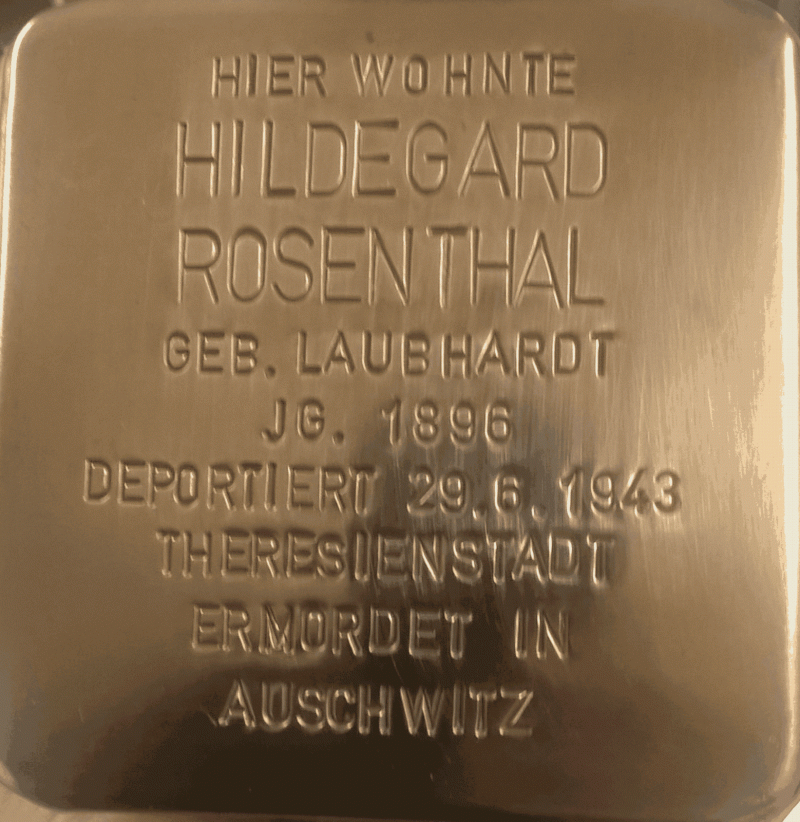 HIER WOHNTE
HILDEGARD
ROSENTHAL
GEB. LAUBHARDT
JG. 1896
DEPORTIERT 29.6.1943
THERESIENSTADT
ERMORDET IN
AUSCHWITZ